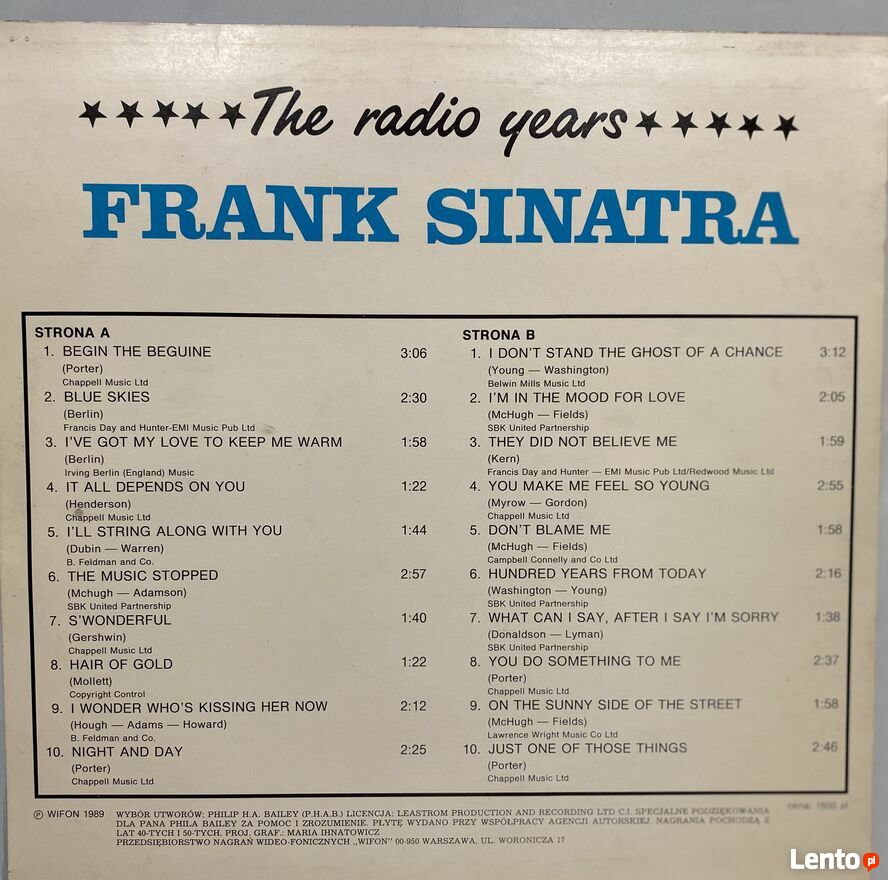 The radio years
FRANK SINATRA
STRONA A
1. BEGIN THE BEGUINE 3:06
(Porter)
Chappell Music Ltd
2. BLUE SKIES 2:30
(Berlin)
Francis Day and Hunter-EMI Music Pub Ltd
3. I'VE GOT MY LOVE TO KEEP ME WARM 1:58
(Berlin)
Irving Berlin (England) Music
4. IT ALL DEPENDS ON YOU 1:22
(Henderson)
Chappell Music Ltd
5. I'LL STRING ALONG WITH YOU 1:44
(Dubin — Warren)
B. Feldman and Co.
6. THE MUSIC STOPPED 2:57
(Mchugh — Adamson)
SBK United Partnership
7. S'WONDERFUL 1:40
(Gershwin)
Chappell Music Ltd
8. HAIR OF GOLD 1:22
(Mollett)
Copyright Control
9. I WONDER WHO'S KISSING HER NOW 2:12
(Hough — Adams — Howard)
B. Feldman and Co.
10. NIGHT AND DAY 2:25
(Porter)
Chappell Music Ltd
STRONA B
1. I DON'T STAND THE GHOST OF A CHANCE 3:12
(Young — Washington)
Belwin Mills Music Ltd
2. I'M IN THE MOOD FOR LOVE 2:05
(McHugh — Fields)
SBK United Partnership
3. THEY DID NOT BELIEVE ME 1:59
(Kern)
Francis Day and Hunter — EMI Music Pub Ltd/Redwood Music Ltd
4. YOU MAKE ME FEEL SO YOUNG 2:55
(Myrow — Gordon)
Chappell Music Ltd
5. DON'T BLAME ME 1:58
(McHugh — Fields)
Campbell Connelly and Co Ltd
6. HUNDRED YEARS FROM TODAY 2:16
(Washington — Young)
SBK United Partnership
7. WHAT CAN I SAY, AFTER I SAY I'M SORRY 1:38
(Donaldson — Lyman)
SBK United Partnership
8. YOU DO SOMETHING TO ME 2:37
(Porter)
Chappell Music Ltd
9. ON THE SUNNY SIDE OF THE STREET 1:58
(McHugh — Fields)
Lawrence Wright Music Co Ltd
10. JUST ONE OF THOSE THINGS 2:46
(Porter)
Chappell Music Ltd
cena: 1600 zł
℗ WIFON 1989
WYBÓR UTWORÓW: PHILIP H.A. BAILEY (P.H.A.B.) LICENCJA: LEASTROM PRODUCTION AND RECORDING LTD C.I. SPECJALNE PODZIĘKOWANIA
DLA PANA PHILA BAILEY ZA POMOC I ZROZUMIENIE. PŁYTĘ WYDANO PRZY WSPÓŁPRACY AGENCJI AUTORSKIEJ. NAGRANIA POCHODZĄ Z
LAT 40-TYCH I 50-TYCH. PROJ. GRAF.: MARIA IHNATOWICZ
PRZEDSIĘBIORSTWO NAGRAŃ WIDEO-FONICZNYCH „WIFON" 00-950 WARSZAWA, UL. WORONICZA 17
Lento pl